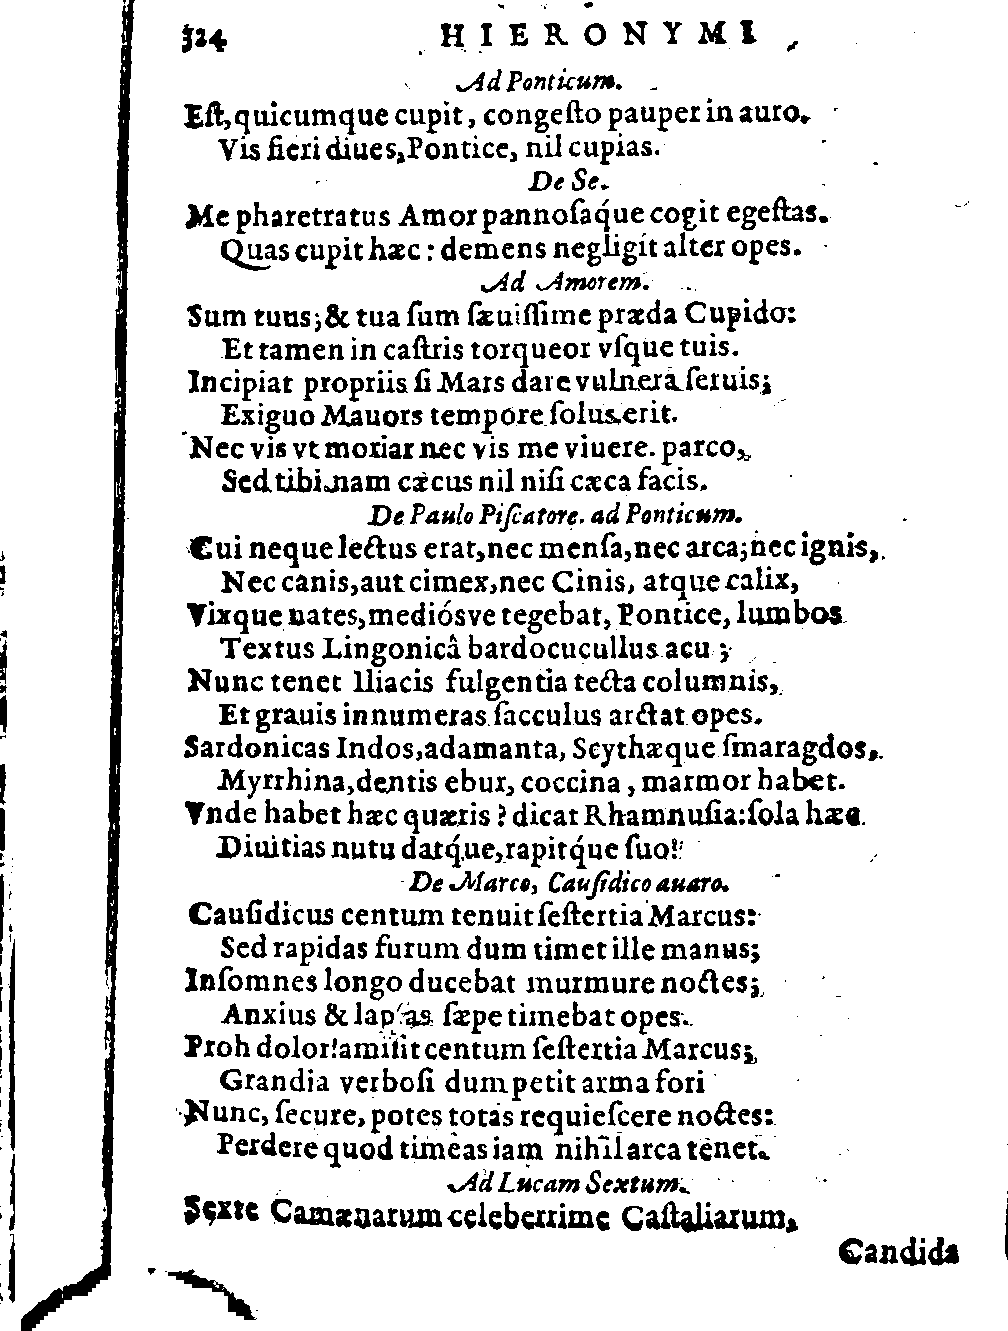 324 HIERONYMI
Ad Ponticum.
Eſt, quicumque cupit, congeſto pauper in auro.
Vis fieri diues, Pontice, nil cupias.
De Se.
Me pharetratus Amor pannoſaq́ue cogit egeſtas.
Quas cupit hæc: demens negligit alter opes.
Ad Amorem.
Sum tuus; & tua ſum ſæuiſſime præda Cupido:
Et tamen in caſtris torqueor vſque tuis.
Incipiat propriis ſi Mars dare vulnera ſeruis;
Exiguo Mauors tempore ſolus erit.
Nec vis vt moriar nec vis me viuere. parco,
Sed tibi nam cæcus nil niſi cæca facis.
De Paulo Piſcatore. ad Ponticum.
Cui neque lectus erat, nec menſa, nec arca; nec ignis,
Nec canis, aut cimex, nec Cinis, atque calix,
Vixque nates, mediósve tegebat, Pontice, lumbos
Textus Lingonicâ bardocucullus acu;
Nunc tenet Iliacis fulgentia tecta columnis,
Et grauis innumeras ſacculus arctat opes.
Sardonicas Indos, adamanta, Scythæque ſmaragdos,
Myrrhina, dentis ebur, coccina, marmor habet.
Vnde habet hæc quæris? dicat Rhamnuſia: ſola hæc
Diuitias nutu datq́ue, rapitq́ue ſuo.
De Marco, Cauſidico auaro.
Cauſidicus centum tenuit ſeſtertia Marcus:
Sed rapidas furum dum timet ille manus;
Inſomnes longo ducebat murmure noctes;
Anxius & ſæpe timebat opes.
Proh dolor! amiſit centum ſeſtertia Marcus;
Grandia verboſi dum petit arma fori
Nunc, ſecure, potes totas requieſcere noctes:
Perdere quod timeas iam nihil arca tenet.
Ad Lucam Sextum.
Sexte Camænarum celeberrime Caſtaliarum,
Candida